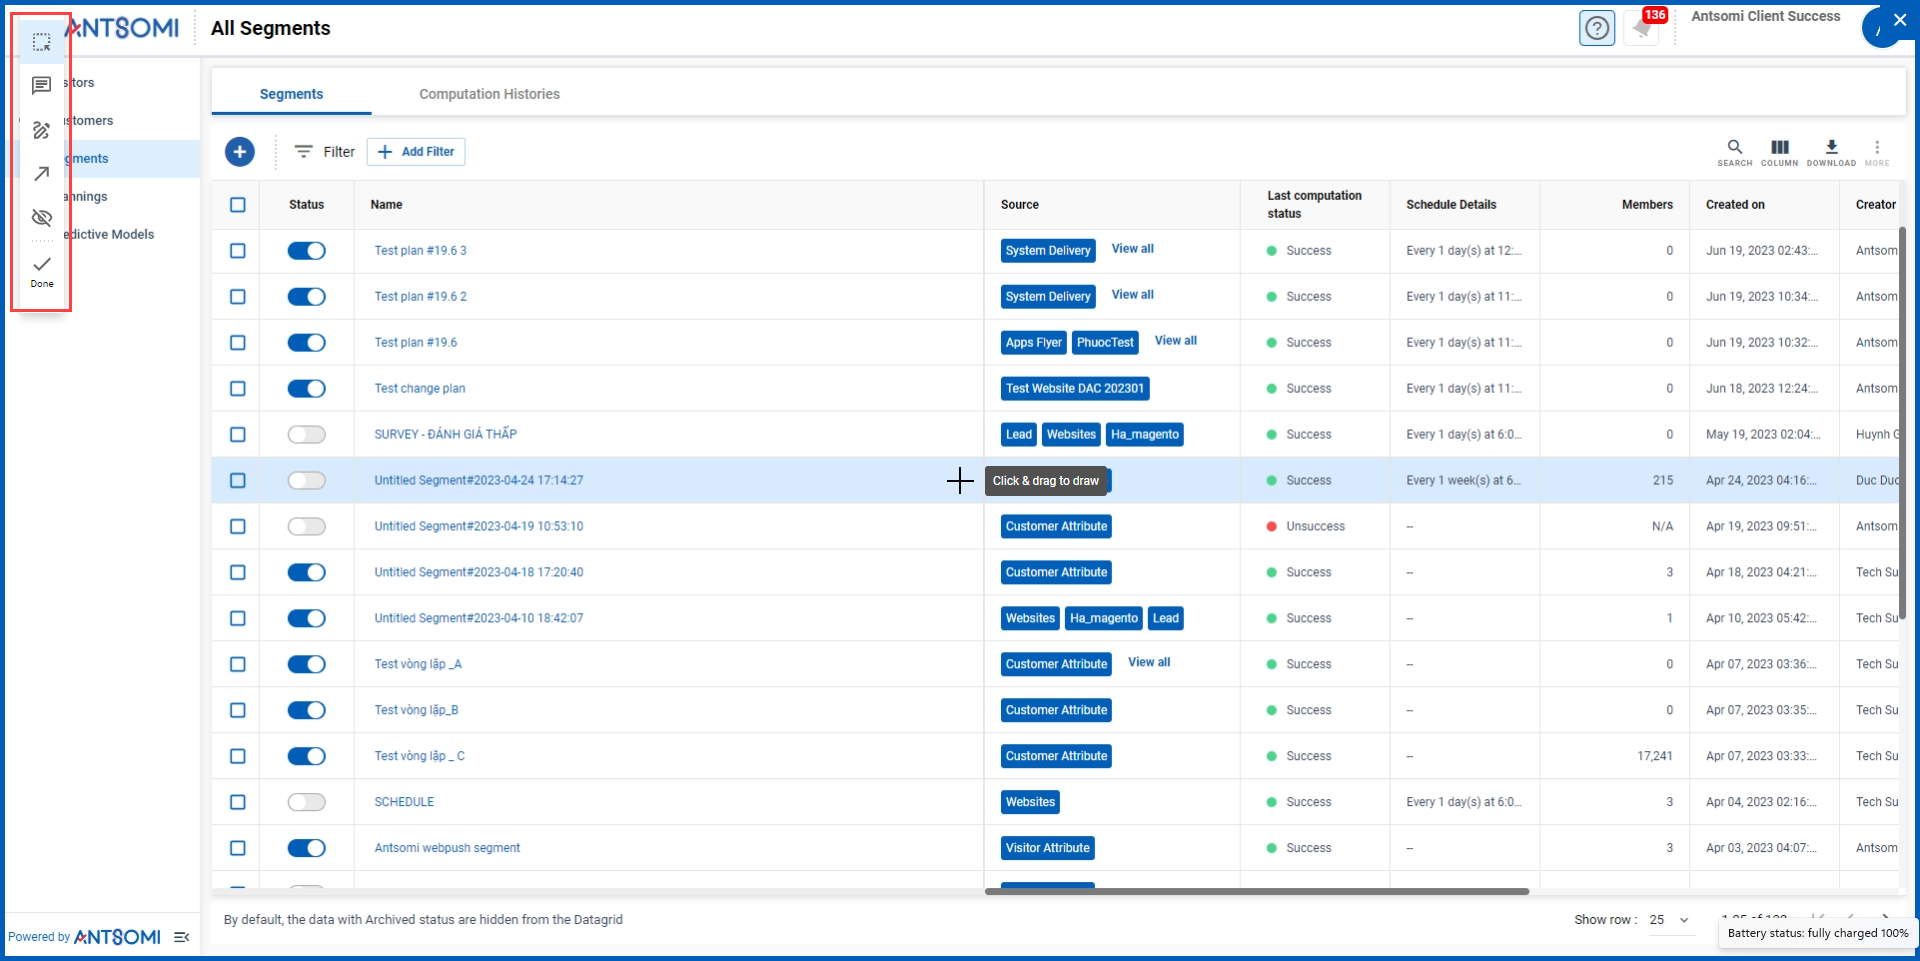 ANTSOMI
All Segments
136
Antsomi Client Success
Segments
Computation Histories
Filter
Add Filter
SEARCH
COLUMN
DOWNLOAD
MORE
Done
Status Name Source Last computation status Schedule Details Members Created on Creator
Test plan #19.6 3 System Delivery View all Success Every 1 day(s) at 12:... 0 Jun 19, 2023 02:43:... Antsom
Test plan #19.6 2 System Delivery View all Success Every 1 day(s) at 11:... 0 Jun 19, 2023 10:34:... Antsom
Test plan #19.6 Apps Flyer PhuocTest View all Success Every 1 day(s) at 11:... 0 Jun 19, 2023 10:32:... Antsom
Test change plan Test Website DAC 202301 Success Every 1 day(s) at 11:... 0 Jun 18, 2023 12:24:... Antsom
SURVEY - ĐÁNH GIÁ THẤP Lead Websites Ha_magento Success Every 1 day(s) at 6:0... 0 May 19, 2023 02:04:... Huynh G
Untitled Segment#2023-04-24 17:14:27 Click & drag to draw Success Every 1 week(s) at 6... 215 Apr 24, 2023 04:16:... Duc Duc
Untitled Segment#2023-04-19 10:53:10 Customer Attribute Unsuccess -- N/A Apr 19, 2023 09:51:... Antsom
Untitled Segment#2023-04-18 17:20:40 Customer Attribute Success -- 3 Apr 18, 2023 04:21:... Tech Su
Untitled Segment#2023-04-10 18:42:07 Websites Ha_magento Lead Success -- 1 Apr 10, 2023 05:42:... Tech Su
Test vòng lặp _A Customer Attribute View all Success -- 0 Apr 07, 2023 03:36:... Tech Su
Test vòng lặp_B Customer Attribute Success -- 0 Apr 07, 2023 03:35:... Tech Su
Test vòng lặp _ C Customer Attribute Success -- 17,241 Apr 07, 2023 03:33:... Tech Su
SCHEDULE Websites Success Every 1 day(s) at 6:0... 3 Apr 04, 2023 02:16:... Tech Su
Antsomi webpush segment Visitor Attribute Success -- 3 Apr 03, 2023 04:07:... Antsom
By default, the data with Archived status are hidden from the Datagrid
Show row : 25
Battery status: fully charged 100%
Powered by ANTSOMI